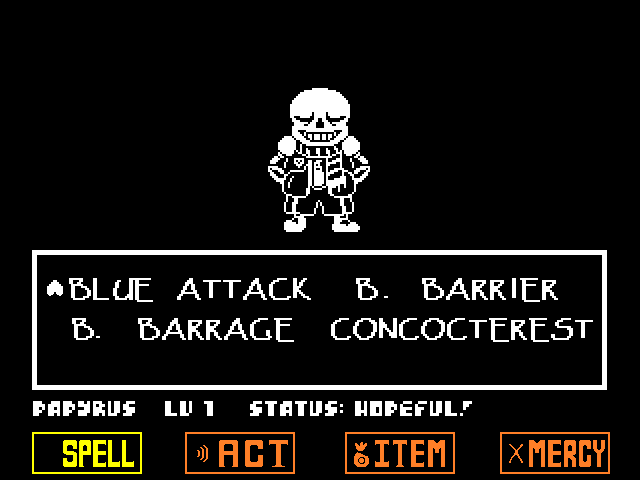 BLUE ATTACK B. BARRIER
B. BARRAGE CONCOCTEREST
PAPYRUS LV 1 STATUS: HOPEFUL!
SPELL ACT ITEM MERCY